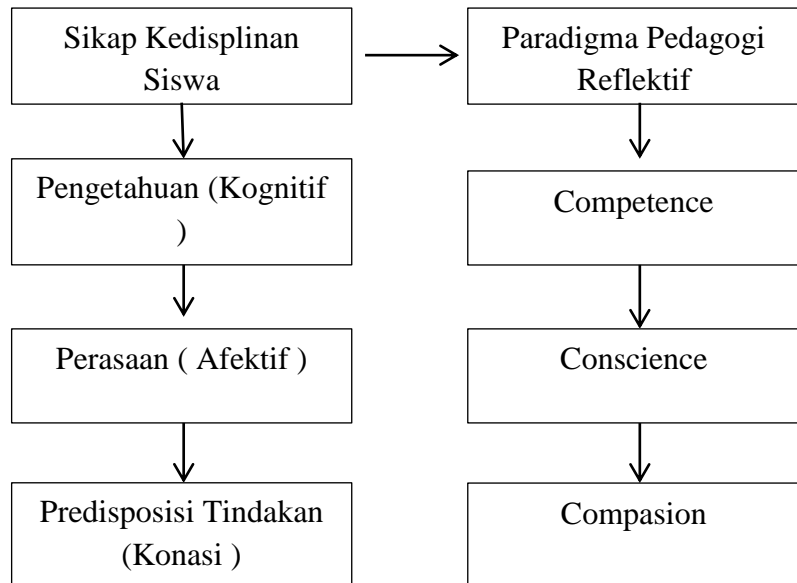 Sikap Kedisplinan
Siswa
Paradigma Pedagogi
Reflektif
Pengetahuan (Kognitif
)
Competence
Perasaan ( Afektif )
Conscience
Predisposisi Tindakan
(Konasi )
Compasion